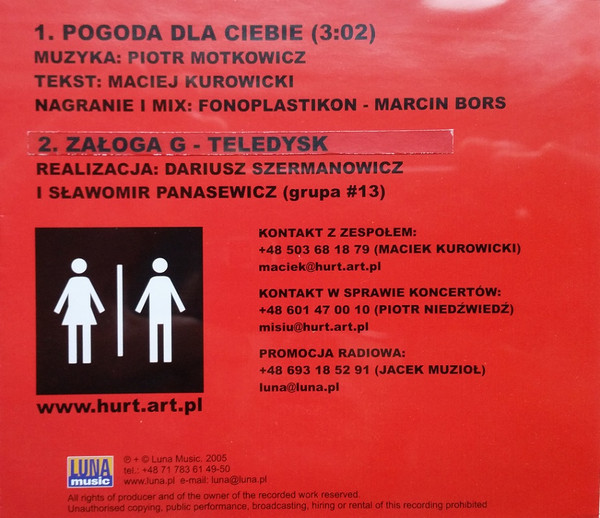 1. POGODA DLA CIEBIE (3:02)
MUZYKA: PIOTR MOTKOWICZ
TEKST: MACIEJ KUROWICKI
NAGRANIE I MIX: FONOPLASTIKON - MARCIN BORS
2. ZAŁOGA G - TELEDYSK
REALIZACJA: DARIUSZ SZERMANOWICZ
I SŁAWOMIR PANASEWICZ (grupa #13)
KONTAKT Z ZESPOŁEM:
+48 503 68 18 79 (MACIEK KUROWICKI)
maciek@hurt.art.pl
KONTAKT W SPRAWIE KONCERTÓW:
+48 601 47 00 10 (PIOTR NIEDŹWIEDŹ)
misiu@hurt.art.pl
PROMOCJA RADIOWA:
+48 693 18 52 91 (JACEK MUZIOŁ)
luna@luna.pl
www.hurt.art.pl
LUNA
music
℗ + © Luna Music. 2005
tel.: +48 71 783 61 49-50
www.luna.pl e-mail: luna@luna.pl
All rights of producer and of the owner of the recorded work reserved.
Unauthorised copying, public performance, broadcasting, hiring or rental of this recording prohibited